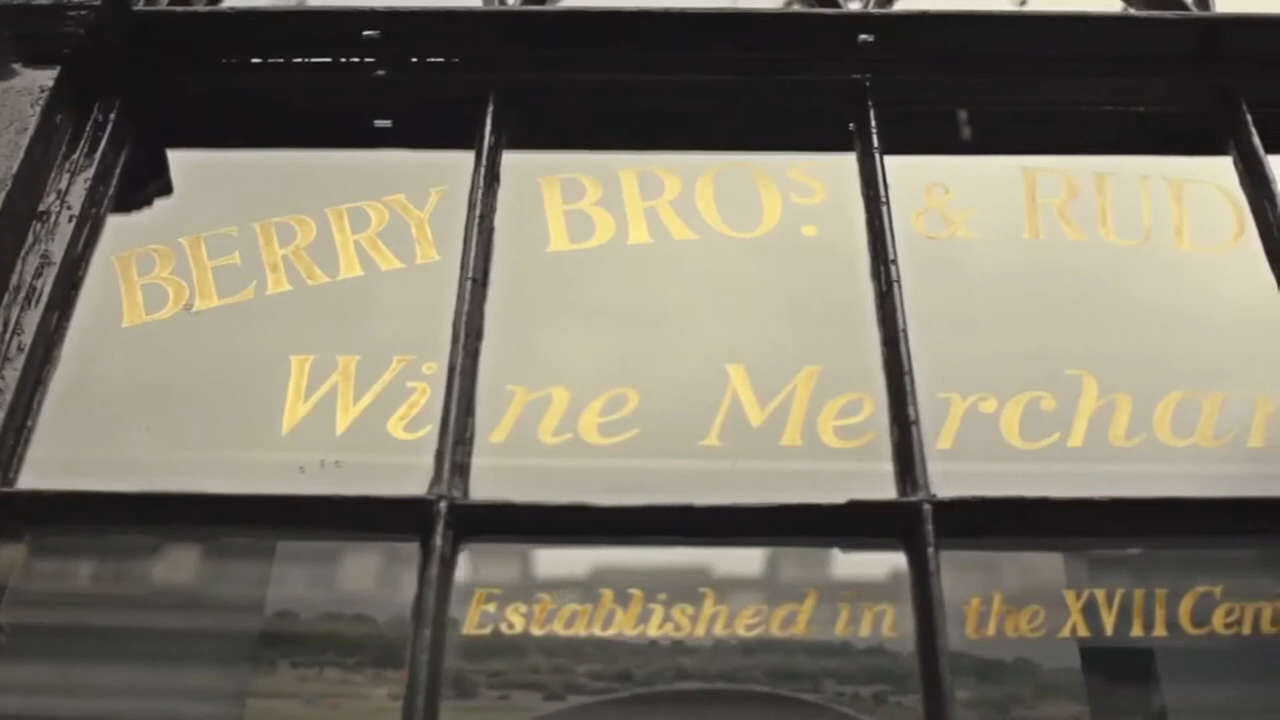 BERRY BROS. & RUD
Wine Merchan
Established in the XVII Cen